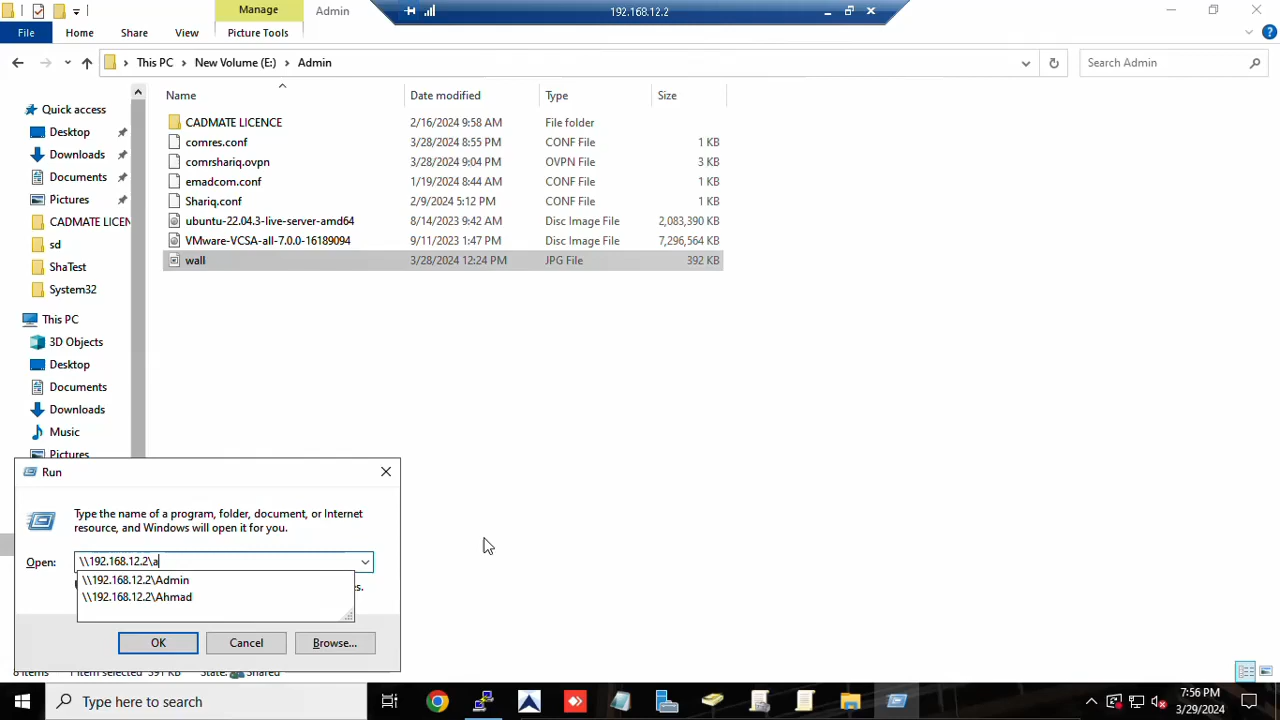 Manage
Admin
192.168.12.2
File
Home
Share
View
Picture Tools
This PC
New Volume (E:)
Admin
Search Admin
Name
Date modified
Type
Size
Quick access
Desktop
Downloads
Documents
Pictures
CADMATE LICEN
sd
ShaTest
System32
This PC
3D Objects
Desktop
Documents
Downloads
Music
Pictures
CADMATE LICENCE 2/16/2024 9:58 AM File folder
comres.conf 3/28/2024 8:55 PM CONF File 1 KB
comrshariq.ovpn 3/28/2024 9:04 PM OVPN File 3 KB
emadcom.conf 1/19/2024 8:44 AM CONF File 1 KB
Shariq.conf 2/9/2024 5:12 PM CONF File 1 KB
ubuntu-22.04.3-live-server-amd64 8/14/2023 9:42 AM Disc Image File 2,083,390 KB
VMware-VCSA-all-7.0.0-16189094 9/11/2023 1:47 PM Disc Image File 7,296,564 KB
wall 3/28/2024 12:24 PM JPG File 392 KB
Run
Type the name of a program, folder, document, or Internet
resource, and Windows will open it for you.
Open:
\\192.168.12.2\a
\\192.168.12.2\Admin
\\192.168.12.2\Ahmad
es.
OK
Cancel
Browse...
8 items 1 item selected 391 KB State: Shared
Type here to search
7:56 PM
3/29/2024